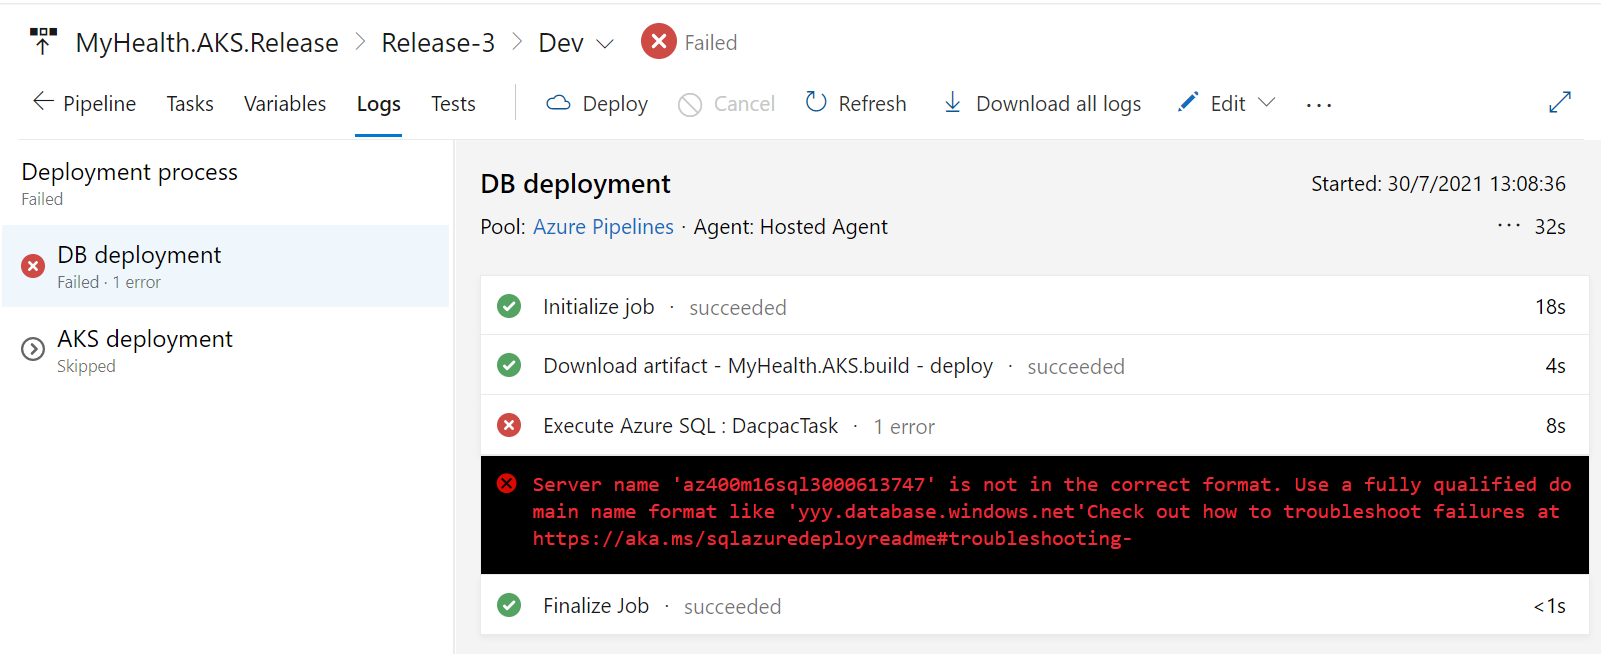 MyHealth.AKS.Release > Release-3 > Dev Failed
Pipeline Tasks Variables Logs Tests Deploy Cancel Refresh Download all logs Edit ...
Deployment process
Failed
DB deployment
Failed · 1 error
AKS deployment
Skipped
DB deployment Started: 30/7/2021 13:08:36
Pool: Azure Pipelines · Agent: Hosted Agent ... 32s
Initialize job · succeeded 18s
Download artifact - MyHealth.AKS.build - deploy · succeeded 4s
Execute Azure SQL : DacpacTask · 1 error 8s
Server name 'az400m16sql3000613747' is not in the correct format. Use a fully qualified do
main name format like 'yyy.database.windows.net'Check out how to troubleshoot failures at
https://aka.ms/sqlazuredeployreadme#troubleshooting-
Finalize Job · succeeded <1s